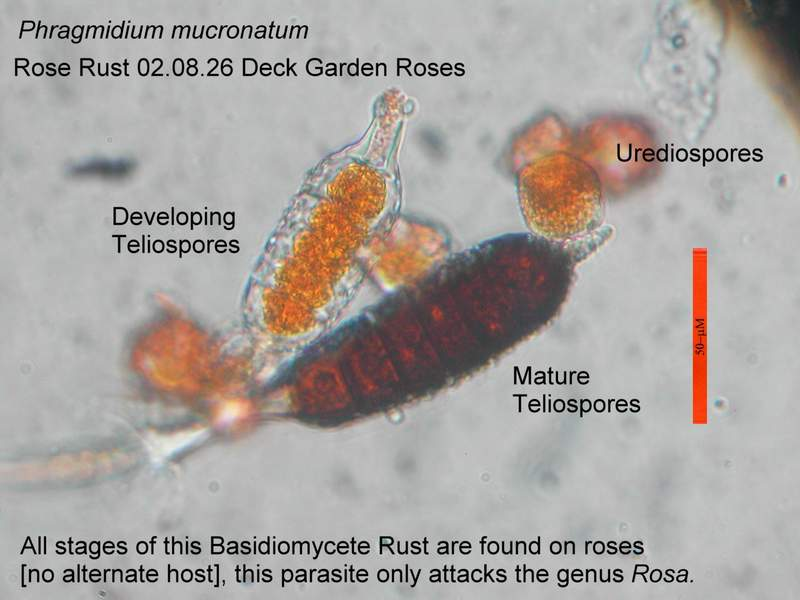 Phragmidium mucronatum
Rose Rust 02.08.26 Deck Garden Roses
Urediospores
Developing
Teliospores
50-µM
Mature
Teliospores
All stages of this Basidiomycete Rust are found on roses
[no alternate host], this parasite only attacks the genus Rosa.